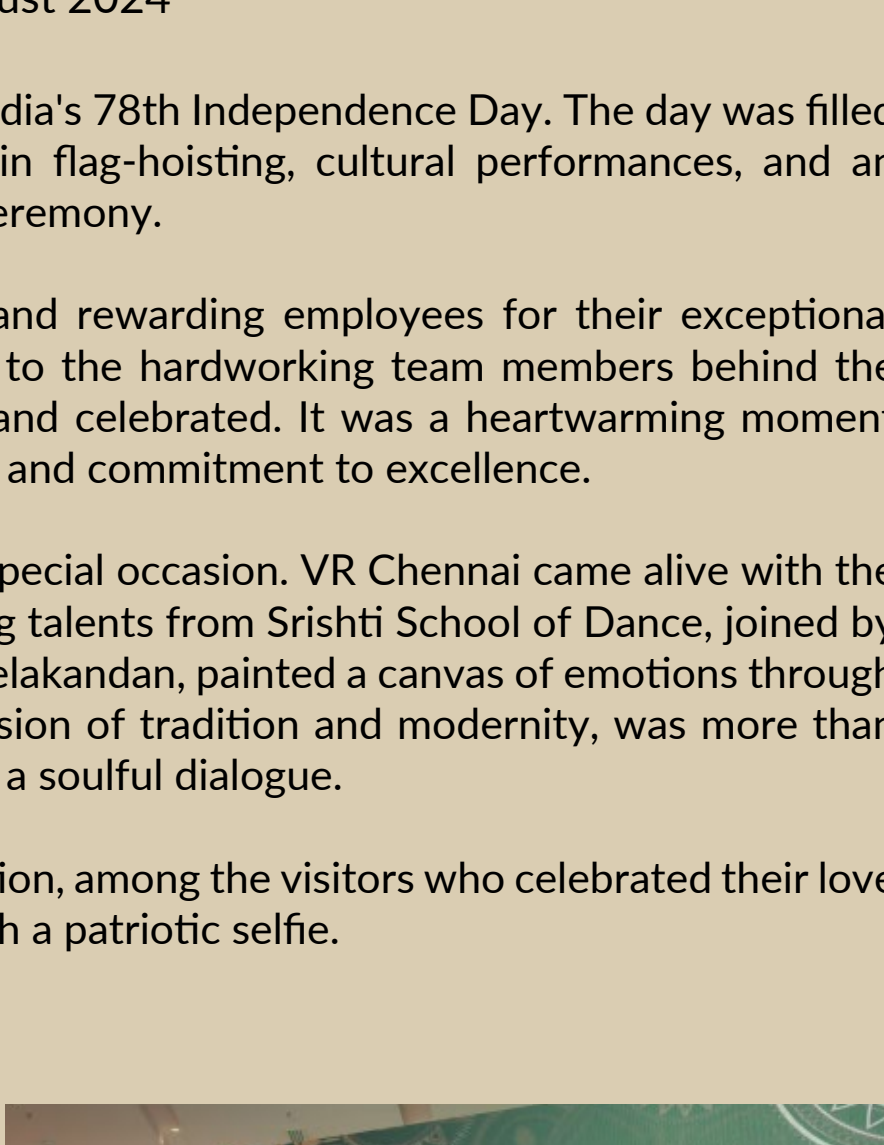 ust 2024
dia's 78th Independence Day. The day was filled
in flag-hoisting, cultural performances, and an
eremony.
and rewarding employees for their exceptional
to the hardworking team members behind the
and celebrated. It was a heartwarming moment
and commitment to excellence.
pecial occasion. VR Chennai came alive with the
g talents from Srishti School of Dance, joined by
elakandan, painted a canvas of emotions through
sion of tradition and modernity, was more than
a soulful dialogue.
ion, among the visitors who celebrated their love
h a patriotic selfie.